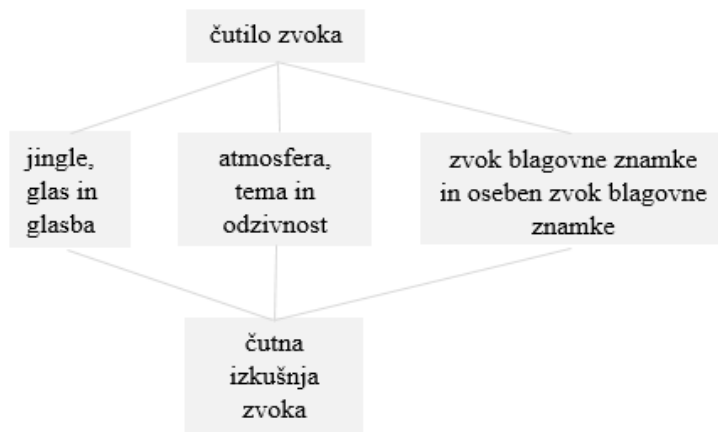 čutilo zvoka
jingle,
glas in
glasba
atmosfera,
tema in
odzivnost
zvok blagovne znamke
in oseben zvok blagovne
znamke
čutna
izkušnja
zvoka